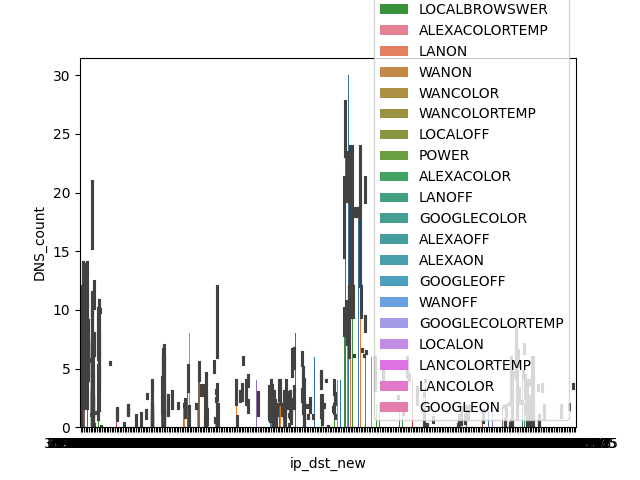 LOCALBROWSWER
ALEXACOLORTEMP
LANON
WANON
WANCOLOR
WANCOLORTEMP
LOCALOFF
POWER
ALEXACOLOR
LANOFF
GOOGLECOLOR
ALEXAOFF
ALEXAON
GOOGLEOFF
WANOFF
GOOGLECOLORTEMP
LOCALON
LANCOLORTEMP
LANCOLOR
GOOGLEON
30
25
20
15
10
5
0
DNS_count
ip_dst_new